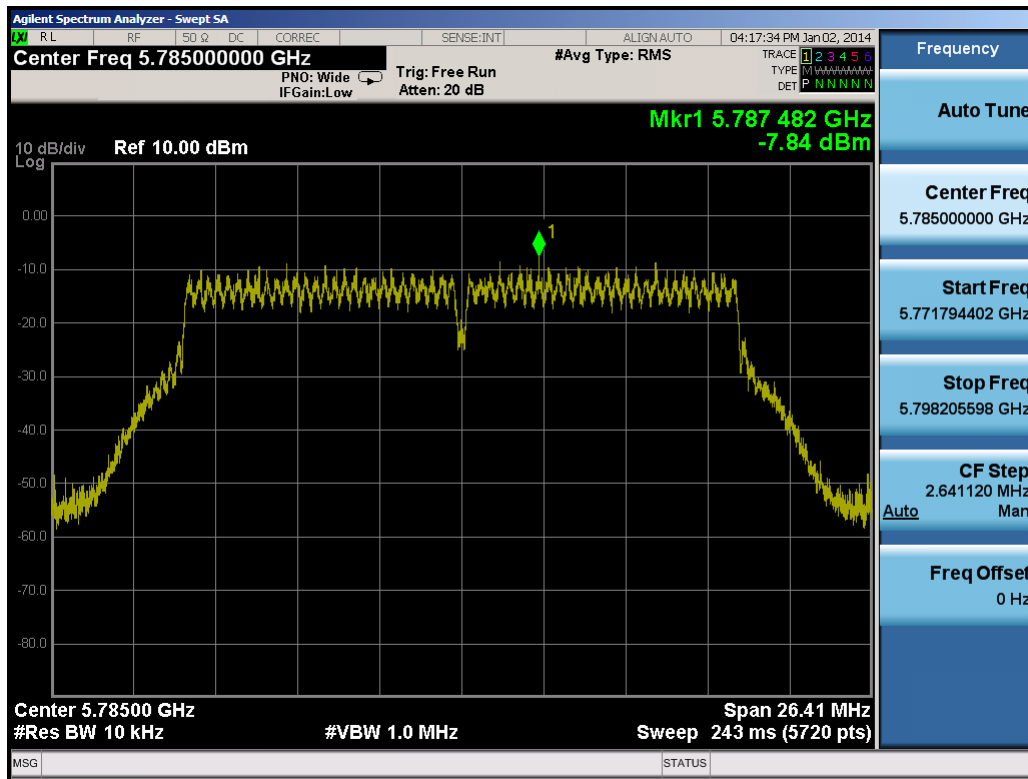 Agilent Spectrum Analyzer - Swept SA
LXI RL RF 50 Ω DC CORREC SENSE:INT ALIGN AUTO 04:17:34 PM Jan 02, 2014
Center Freq 5.785000000 GHz
#Avg Type: RMS
TRACE 1 2 3 4 5 6
PNO: Wide
Trig: Free Run
TYPE M WWWWW
IFGain:Low
Atten: 20 dB
DET P N N N N N
Mkr1 5.787 482 GHz
-7.84 dBm
10 dB/div Ref 10.00 dBm
Log
0.00
1
-10.0
-20.0
-30.0
-40.0
-50.0
-60.0
-70.0
-80.0
Center 5.78500 GHz Span 26.41 MHz
#Res BW 10 kHz #VBW 1.0 MHz Sweep 243 ms (5720 pts)
MSG STATUS
Frequency
Auto Tune
Center Freq
5.785000000 GHz
Start Freq
5.771794402 GHz
Stop Freq
5.798205598 GHz
CF Step
2.641120 MHz
Auto Man
Freq Offset
0 Hz